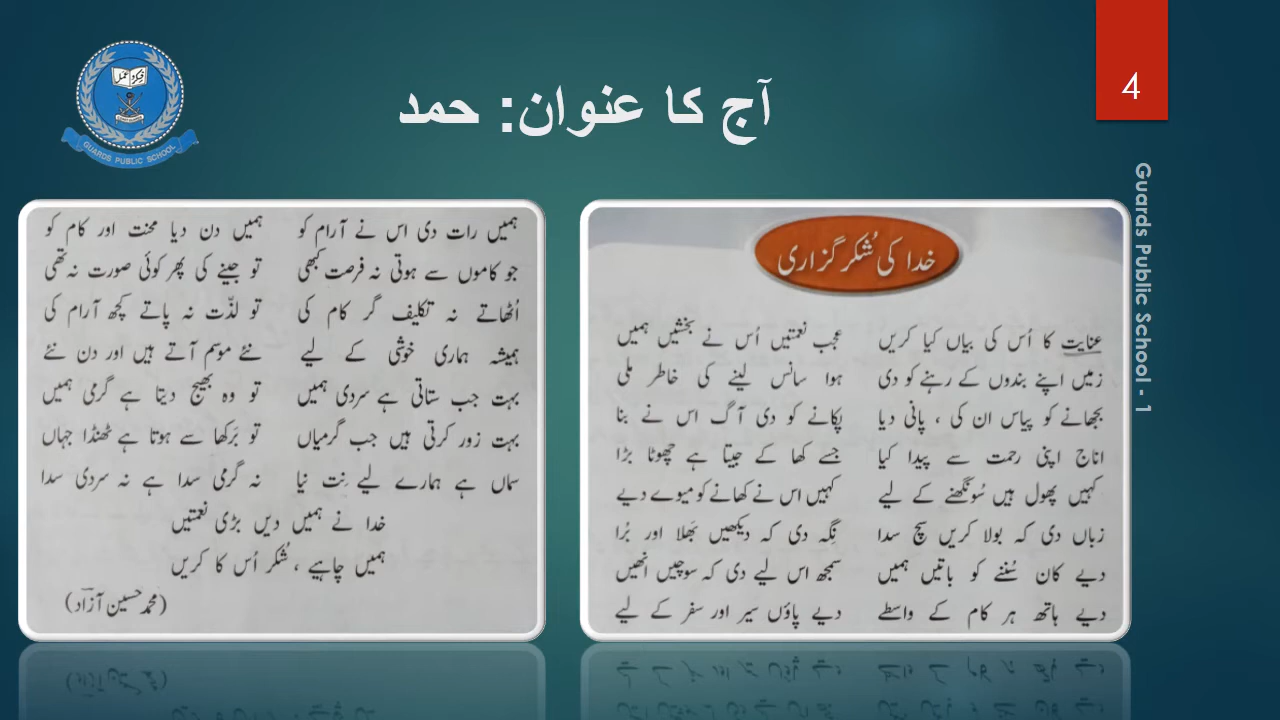 4
آج کا عنوان: حمد
GUARDS PUBLIC SCHOOL
Guards Public School - 1
خدا کی شُکر گزاری
عنایت کا اُس کی بیاں کیا کریں عجب نعمتیں اُس نے بخشیں ہمیں
زمیں اپنے بندوں کے رہنے کو دی ہوا سانس لینے کی خاطر ملی
بجھانے کو پیاس ان کی ، پانی دیا پکانے کو دی آگ اس نے بنا
اناج اپنی رحمت سے پیدا کیا جسے کھا کے جیتا ہے چھوٹا بڑا
کہیں پھول ہیں سُونگھنے کے لیے کہیں اس نے کھانے کو میوے دیے
زباں دی کہ بولا کریں سچ سدا نِگہ دی کہ دیکھیں بَھلا اور بُرا
دیے کان سُننے کو باتیں ہمیں سمجھ اس لیے دی کہ سوچیں انھیں
دیے ہاتھ ہر کام کے واسطے دیے پاؤں سیر اور سفر کے لیے
ہمیں رات دی اس نے آرام کو ہمیں دن دیا محنت اور کام کو
جو کاموں سے ہوتی نہ فرصت کبھی تو جینے کی پھر کوئی صورت نہ تھی
اُٹھاتے نہ تکلیف گر کام کی تو لذّت نہ پاتے کچھ آرام کی
ہمیشہ ہماری خوشی کے لیے نئے موسم آتے ہیں اور دن نئے
بہت جب ستاتی ہے سردی ہمیں تو وہ بھیج دیتا ہے گرمی ہمیں
بہت زور کرتی ہیں جب گرمیاں تو بَرکھا سے ہوتا ہے ٹھنڈا جہاں
سماں ہے ہمارے لیے نِت نیا نہ گرمی سدا ہے نہ سردی سدا
خدا نے ہمیں دیں بڑی نعمتیں
ہمیں چاہیے ، شُکر اُس کا کریں
(محمد حسین آزاد)